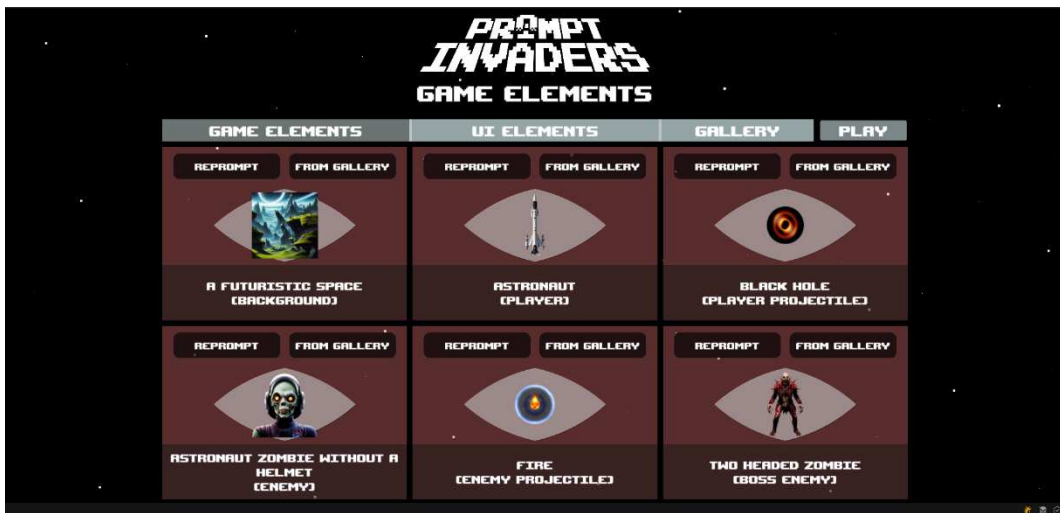 PROMPT
INVADERS
GAME ELEMENTS
GAME ELEMENTS UI ELEMENTS GALLERY PLAY
REPROMPT FROM GALLERY REPROMPT FROM GALLERY REPROMPT FROM GALLERY
A FUTURISTIC SPACE
(BACKGROUND)
ASTRONAUT
(PLAYER)
BLACK HOLE
(PLAYER PROJECTILE)
REPROMPT FROM GALLERY REPROMPT FROM GALLERY REPROMPT FROM GALLERY
ASTRONAUT ZOMBIE WITHOUT A
HELMET
(ENEMY)
FIRE
(ENEMY PROJECTILE)
TWO HEADED ZOMBIE
(BOSS ENEMY)